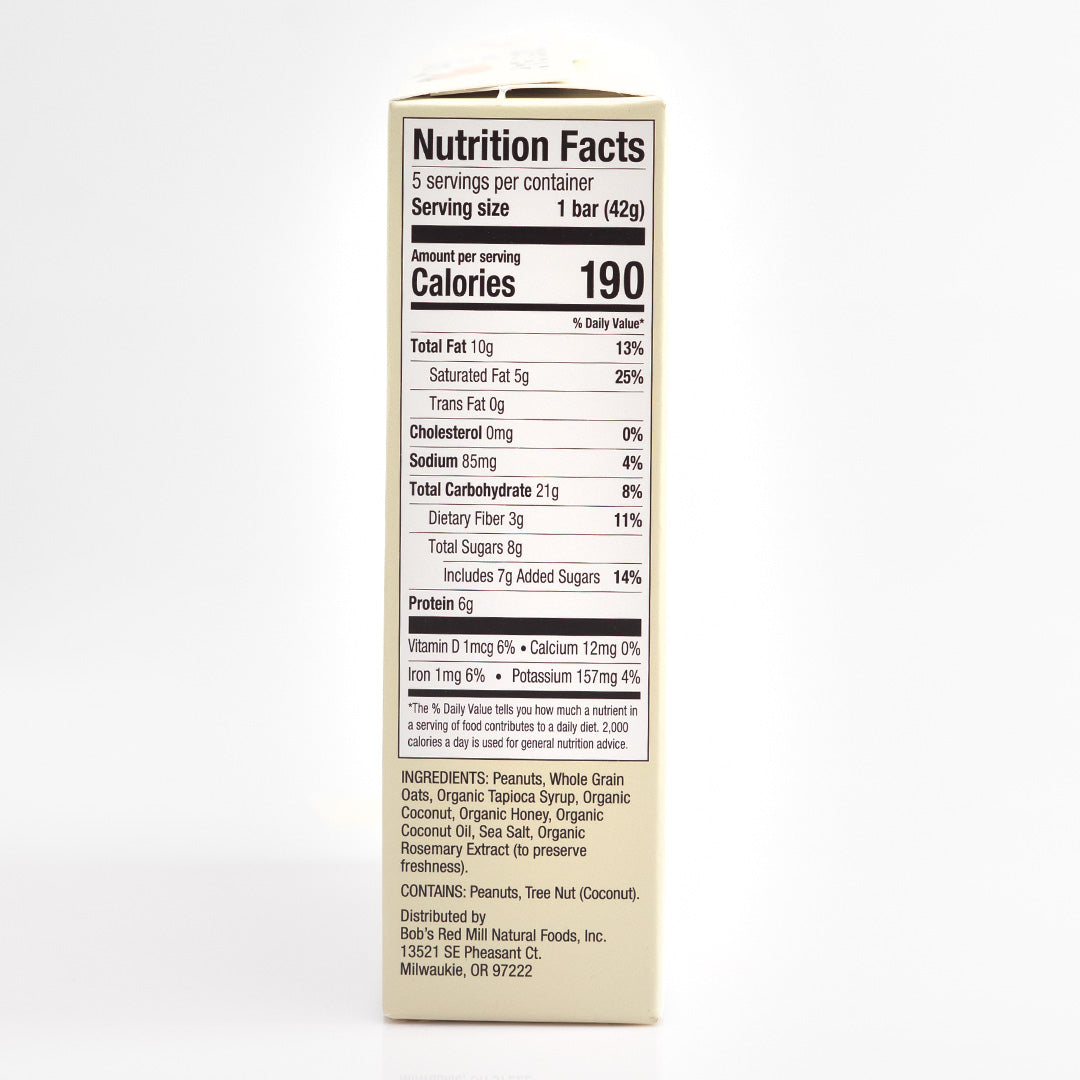 Nutrition Facts
5 servings per container
Serving size 1 bar (42g)
Amount per serving
Calories 190
% Daily Value*
Total Fat 10g 13%
Saturated Fat 5g 25%
Trans Fat 0g
Cholesterol 0mg 0%
Sodium 85mg 4%
Total Carbohydrate 21g 8%
Dietary Fiber 3g 11%
Total Sugars 8g
Includes 7g Added Sugars 14%
Protein 6g
Vitamin D 1mcg 6% • Calcium 12mg 0%
Iron 1mg 6% • Potassium 157mg 4%
*The % Daily Value tells you how much a nutrient in
a serving of food contributes to a daily diet. 2,000
calories a day is used for general nutrition advice.
INGREDIENTS: Peanuts, Whole Grain
Oats, Organic Tapioca Syrup, Organic
Coconut, Organic Honey, Organic
Coconut Oil, Sea Salt, Organic
Rosemary Extract (to preserve
freshness).
CONTAINS: Peanuts, Tree Nut (Coconut).
Distributed by
Bob's Red Mill Natural Foods, Inc.
13521 SE Pheasant Ct.
Milwaukie, OR 97222